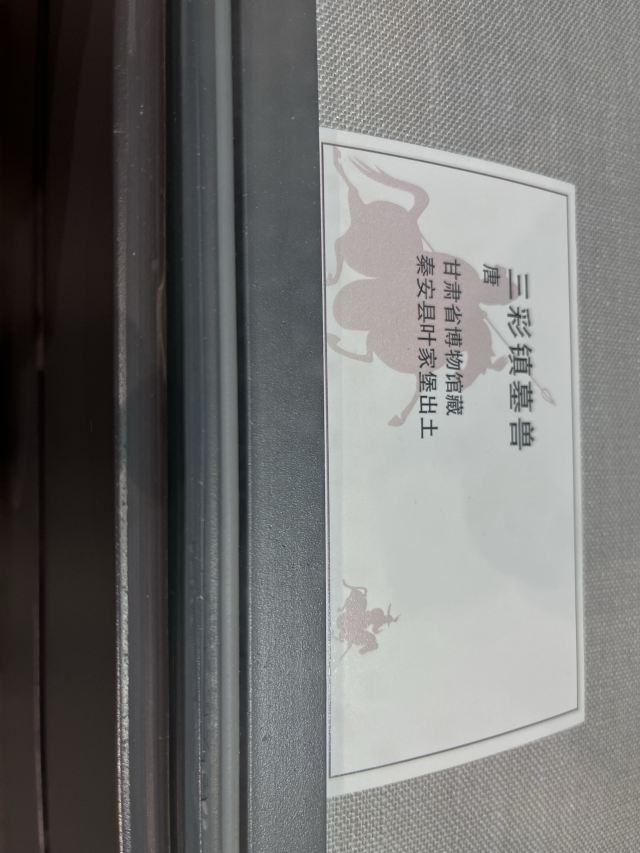 三彩镇墓兽
唐
甘肃省博物馆藏
秦安县叶家堡出土